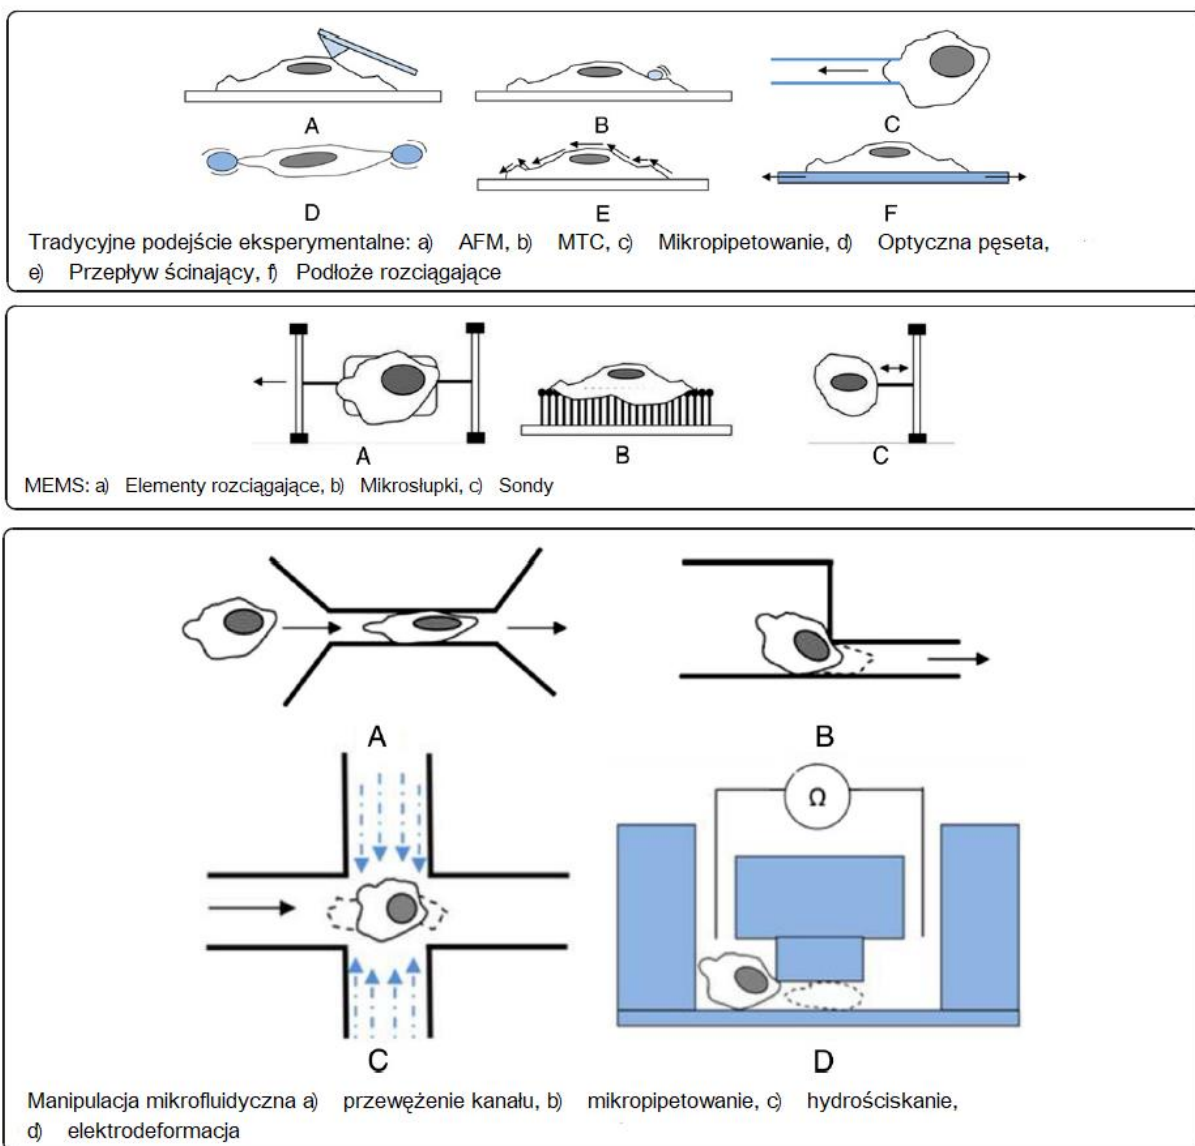 A
B
C
D
E
F
Tradycyjne podejście eksperymentalne: a) AFM, b) MTC, c) Mikropipetowanie, d) Optyczna pęseta,
e) Przepływ ścinający, f) Podłoże rozciągające
A
B
C
MEMS: a) Elementy rozciągające, b) Mikrosłupki, c) Sondy
A
B
Ω
C
D
Manipulacja mikrofluidyczna a) przewężenie kanału, b) mikropipetowanie, c) hydrościskanie,
d) elektrodeformacja